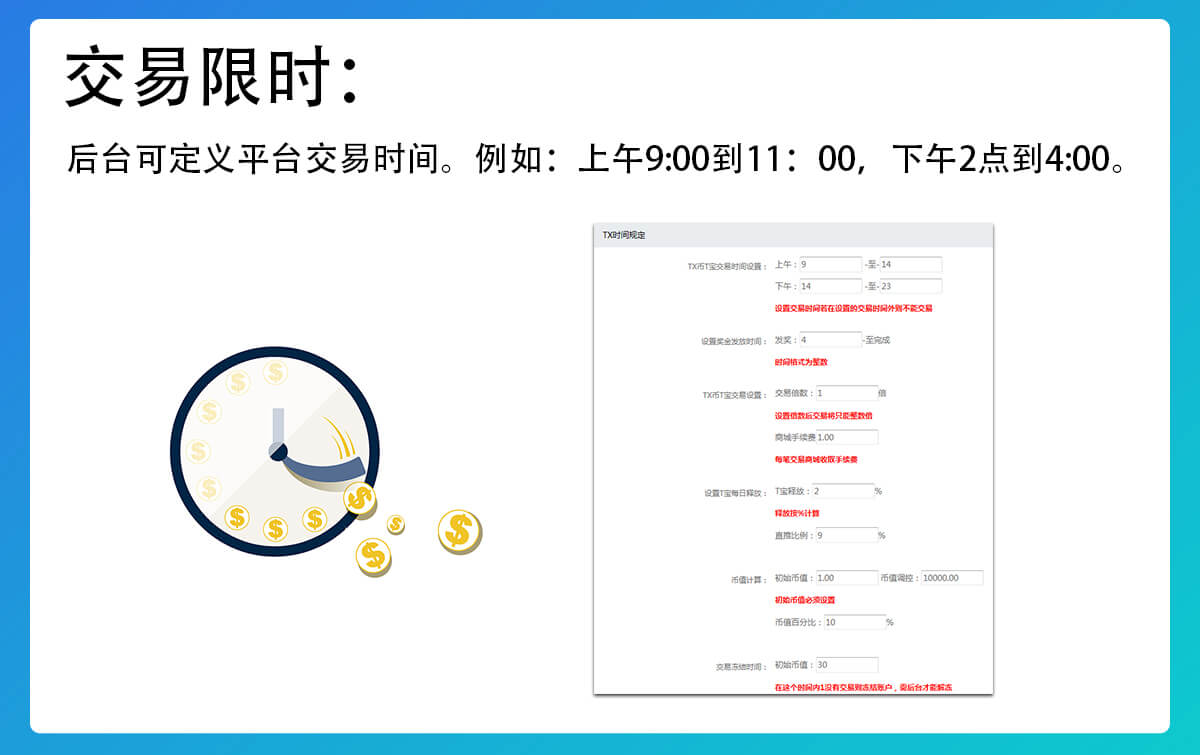 交易限时：
后台可定义平台交易时间。例如：上午9:00到11：00，下午2点到4:00。
TX时间规定
TX币T宝交易时间设置： 上午：9 -至-14
下午：14 -至-23
设置交易时间若在设置的交易时间外则不能交易
设置奖金发放时间： 发奖：4 -至完成
时间格式为整数
TX币T宝交易设置： 交易倍数：1 倍
设置倍数后交易将只能整数倍
商城手续费1.00
每笔交易商城收取手续费
设置T宝每日释放： T宝释放：2 %
释放按%计算
直推比例：9 %
币值计算： 初始币值：1.00 币值调控：10000.00
初始币值必须设置
币值百分比：10 %
交易冻结时间： 初始币值：30
在这个时间内1没有交易则冻结账户，需后台才能解冻